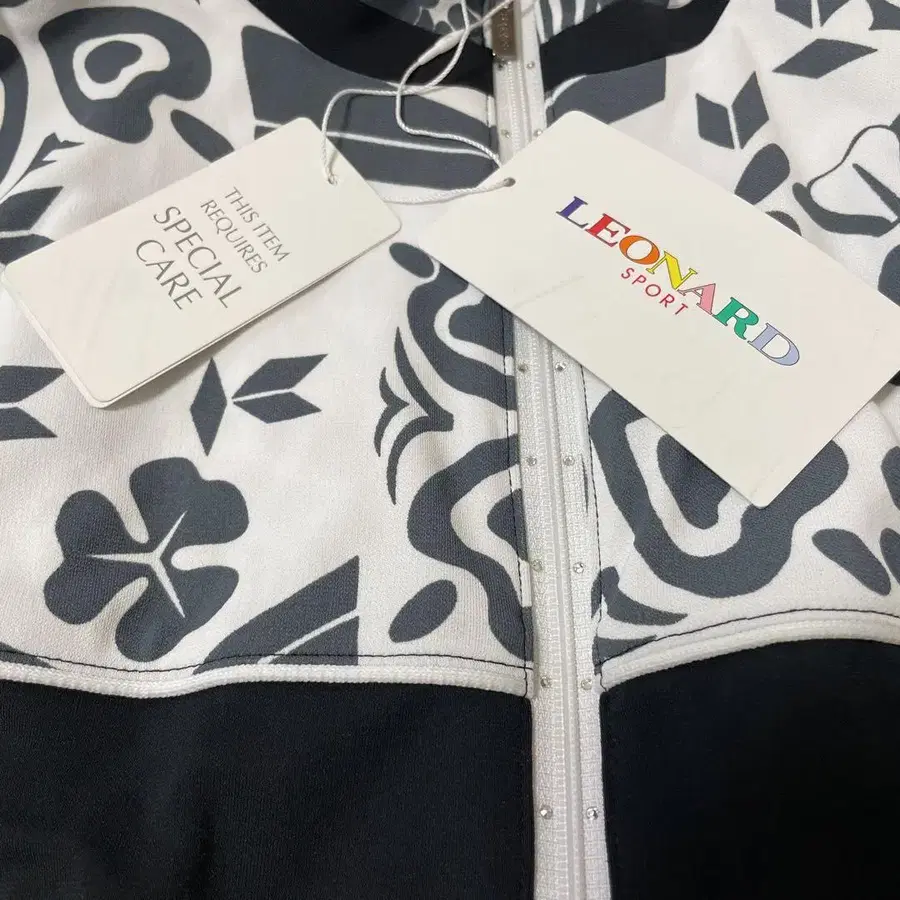 THIS ITEM
REQUIRES
SPECIAL
CARE
LEONARD
SPORT